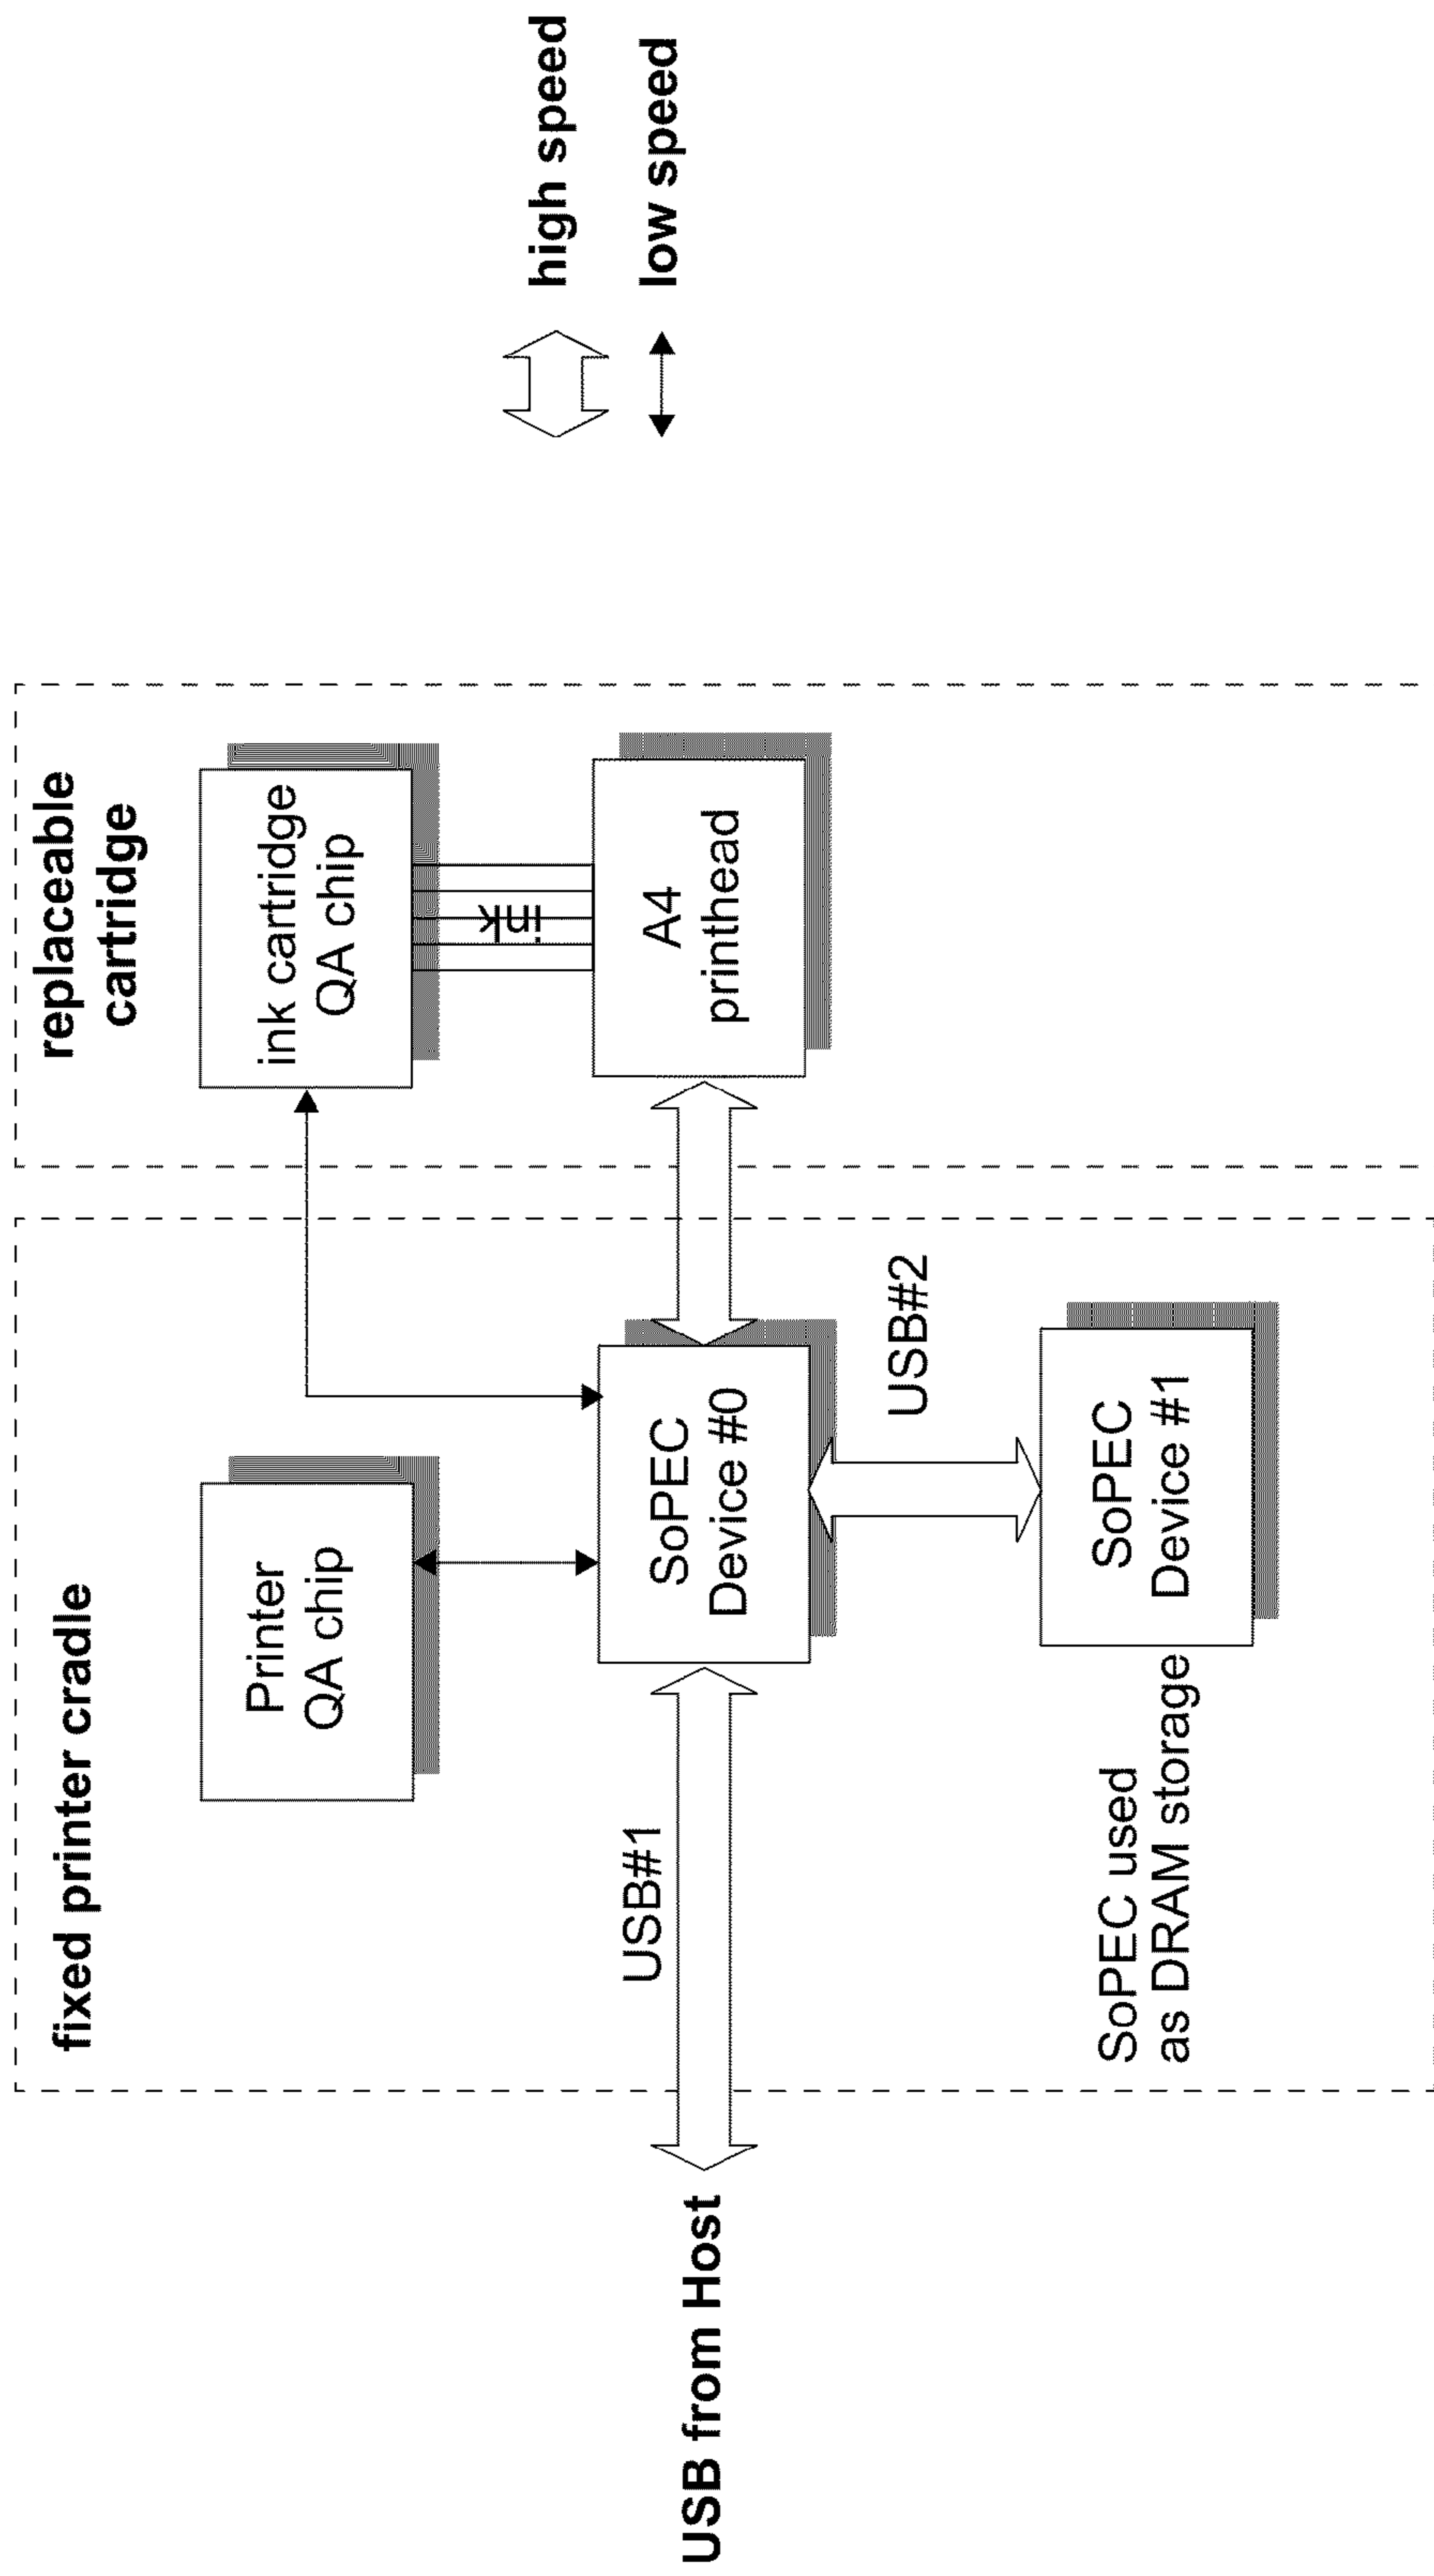 fixed printer cradle
replaceable
cartridge
Printer
QA chip
ink cartridge
QA chip
ink
high speed
low speed
USB from Host
USB#1
SoPEC
Device #0
A4
printhead
USB#2
SoPEC used
as DRAM storage
SoPEC
Device #1